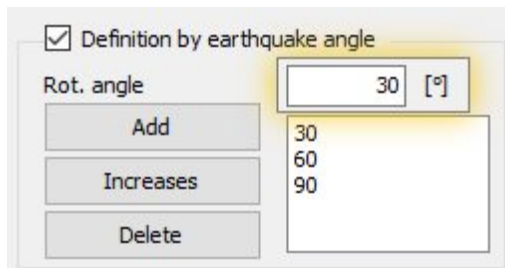 Definition by earthquake angle
Rot. angle 30 [°]
Add
30
60
Increases
90
Delete